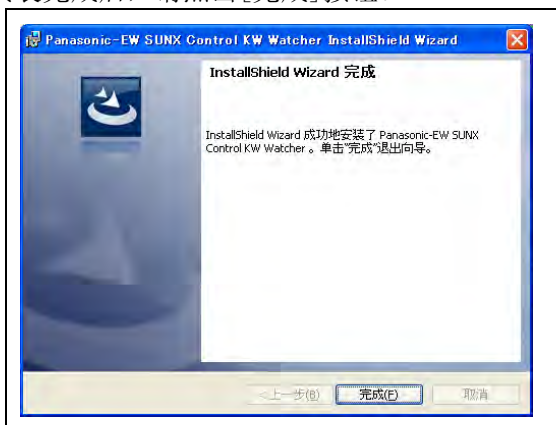 Panasonic-EW SUNX Control KW Watcher InstallShield Wizard
InstallShield Wizard 完成
InstallShield Wizard 成功地安装了 Panasonic-EW SUNX
Control KW Watcher 。单击“完成”退出向导。
<上一步(B)
完成(F)
取消